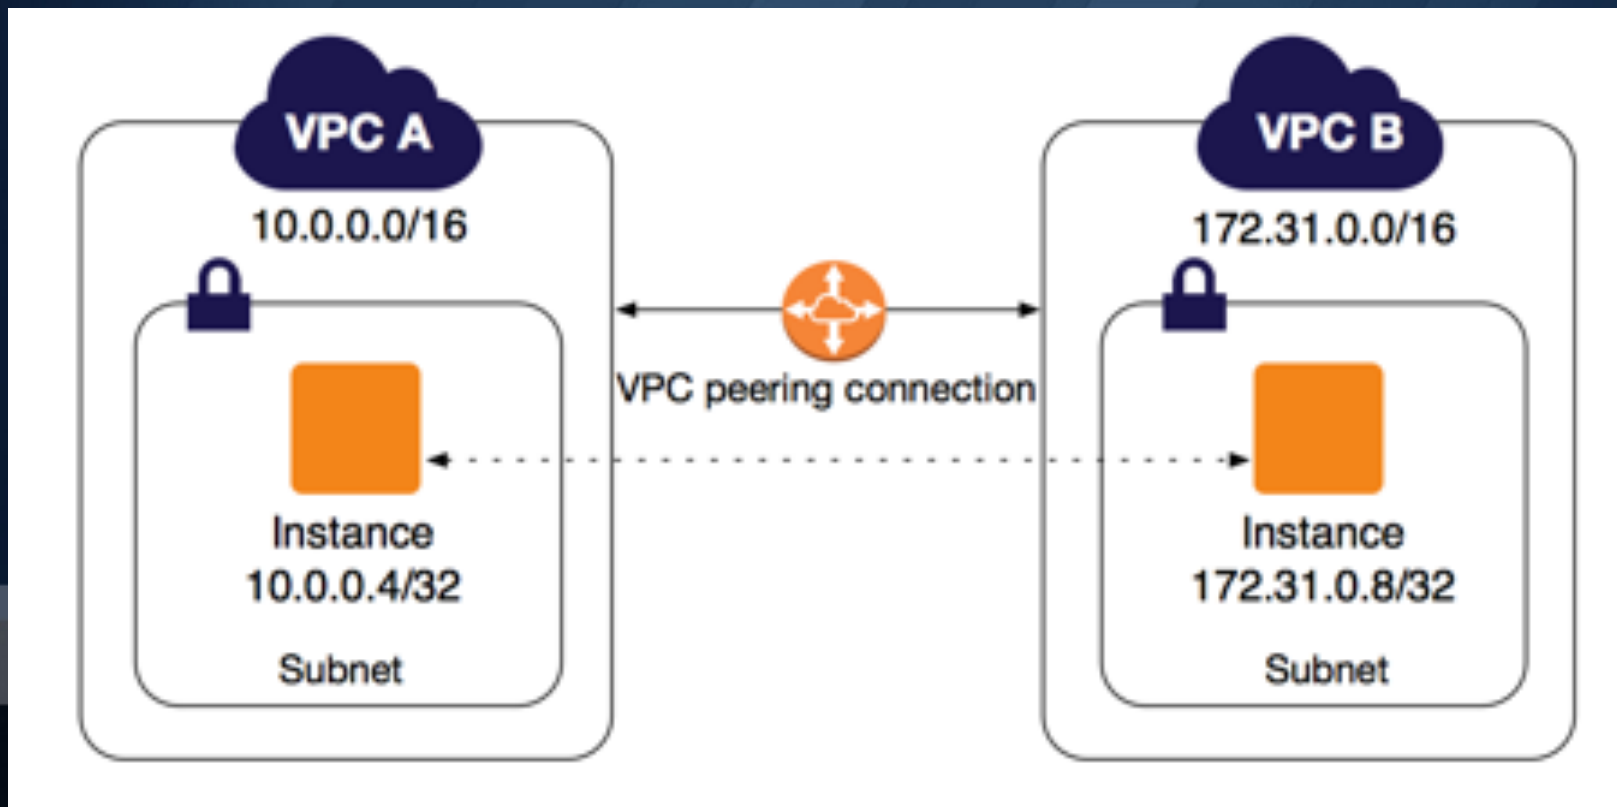 VPC A
10.0.0.0/16
Instance
10.0.0.4/32
Subnet
VPC peering connection
VPC B
172.31.0.0/16
Instance
172.31.0.8/32
Subnet